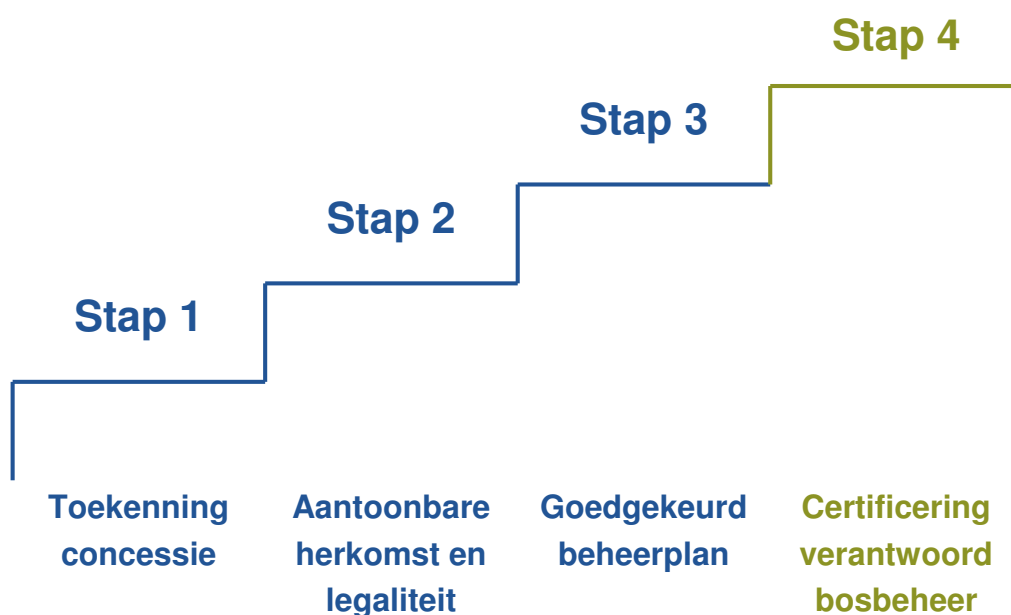 Stap 4
Stap 3
Stap 2
Stap 1
Toekenning
concessie
Aantoonbare
herkomst en
legaliteit
Goedgekeurd
beheerplan
Certificering
verantwoord
bosbeheer